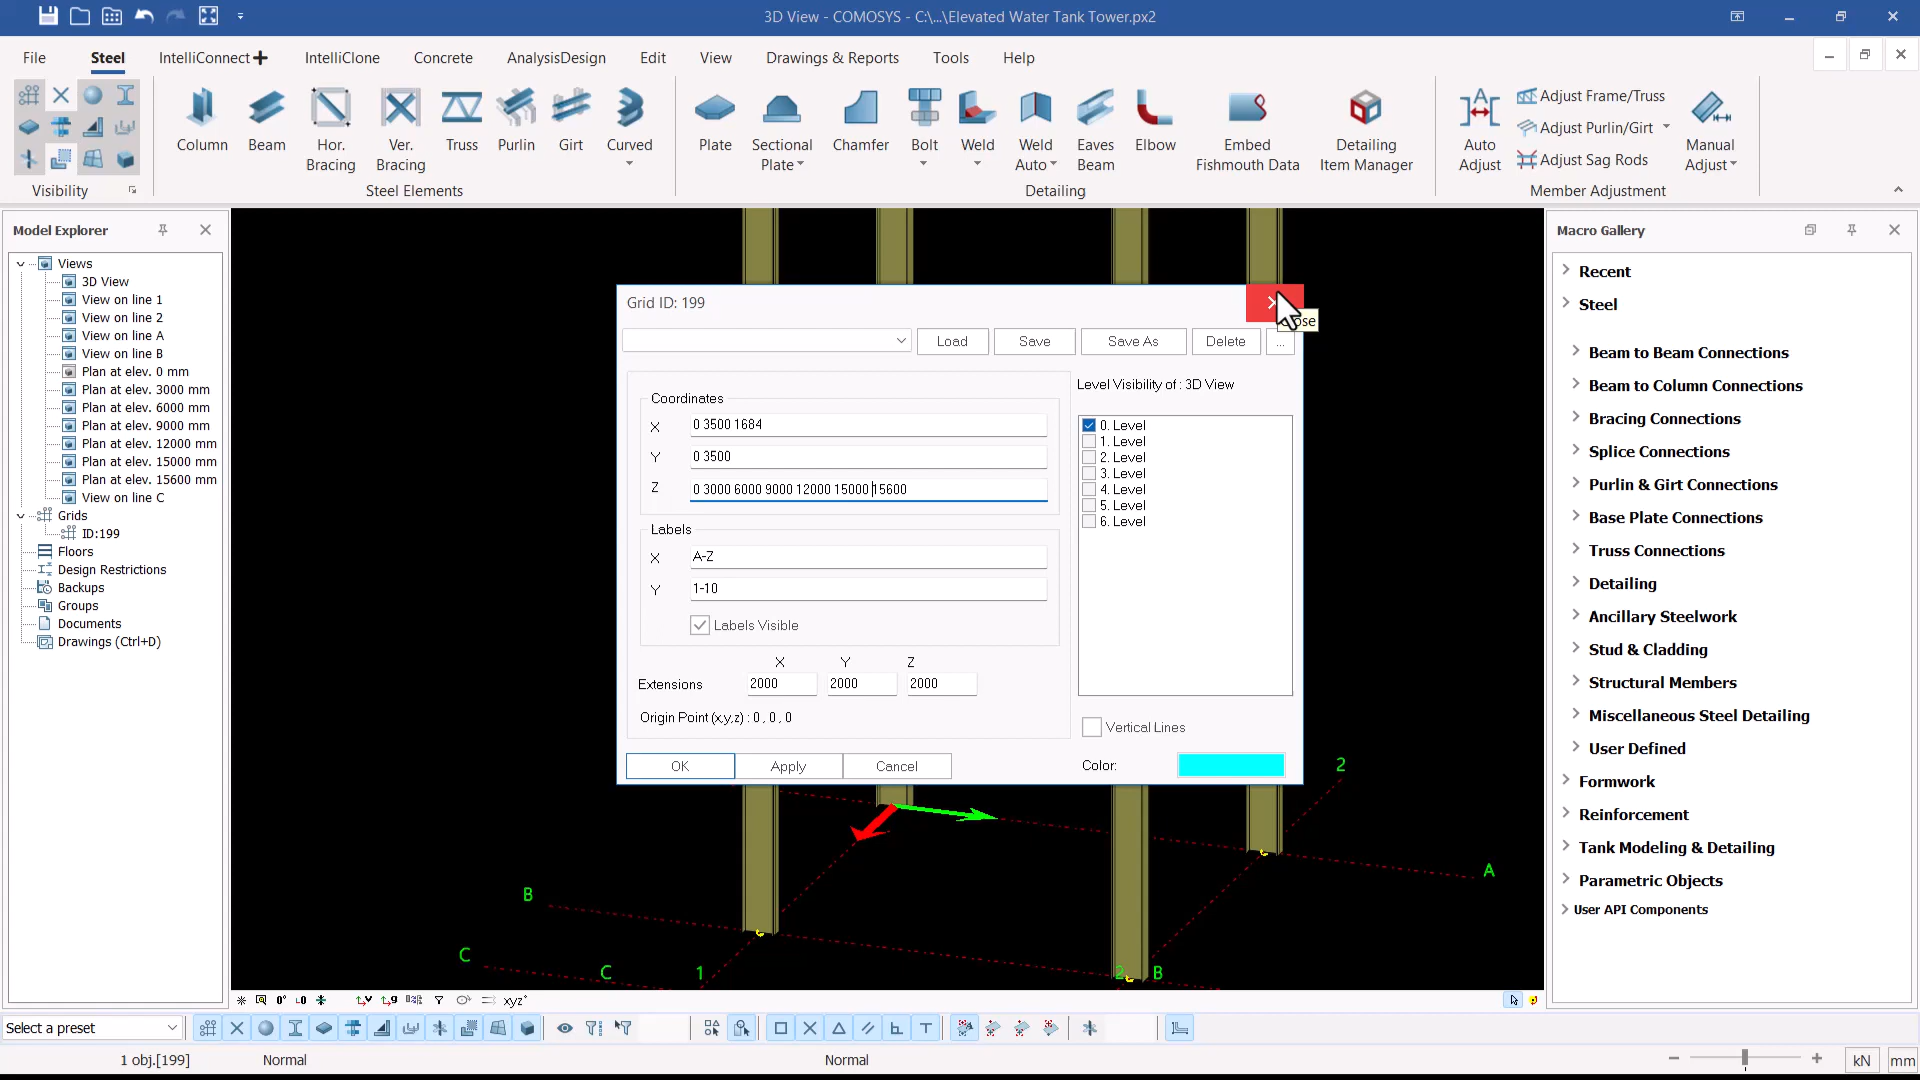 3D View - COMOSYS - C:\...\Elevated Water Tank Tower.px2
File Steel IntelliConnect IntelliClone Concrete AnalysisDesign Edit View Drawings & Reports Tools Help
Column Beam Hor. Bracing Ver. Bracing Truss Purlin Girt Curved
Plate Sectional Plate Chamfer Bolt Weld Weld Auto Eaves Beam Elbow Embed Fishmouth Data Detailing Item Manager
Auto Adjust Adjust Frame/Truss
Adjust Purlin/Girt
Adjust Sag Rods
Manual Adjust
Visibility Steel Elements Detailing Member Adjustment
Model Explorer
Views
3D View
View on line 1
View on line 2
View on line A
View on line B
Plan at elev. 0 mm
Plan at elev. 3000 mm
Plan at elev. 6000 mm
Plan at elev. 9000 mm
Plan at elev. 12000 mm
Plan at elev. 15000 mm
Plan at elev. 15600 mm
View on line C
Grids
ID:199
Floors
Design Restrictions
Backups
Groups
Documents
Drawings (Ctrl+D)
Grid ID: 199
Load Save Save As Delete ...
Coordinates
X 0 3500 1684
Y 0 3500
Z 0 3000 6000 9000 12000 15000 15600
Labels
X A-Z
Y 1-10
Labels Visible
X Y Z
Extensions 2000 2000 2000
Origin Point (x,y,z) : 0 , 0 , 0
OK Apply Cancel
Level Visibility of : 3D View
0. Level
1. Level
2. Level
3. Level
4. Level
5. Level
6. Level
Vertical Lines
Color:
2
A
B
C C 1 2 B
Macro Gallery
Recent
Steel
Beam to Beam Connections
Beam to Column Connections
Bracing Connections
Splice Connections
Purlin & Girt Connections
Base Plate Connections
Truss Connections
Detailing
Ancillary Steelwork
Stud & Cladding
Structural Members
Miscellaneous Steel Detailing
User Defined
Formwork
Reinforcement
Tank Modeling & Detailing
Parametric Objects
User API Components
xyz
Select a preset
1 obj.[199] Normal Normal kN mm